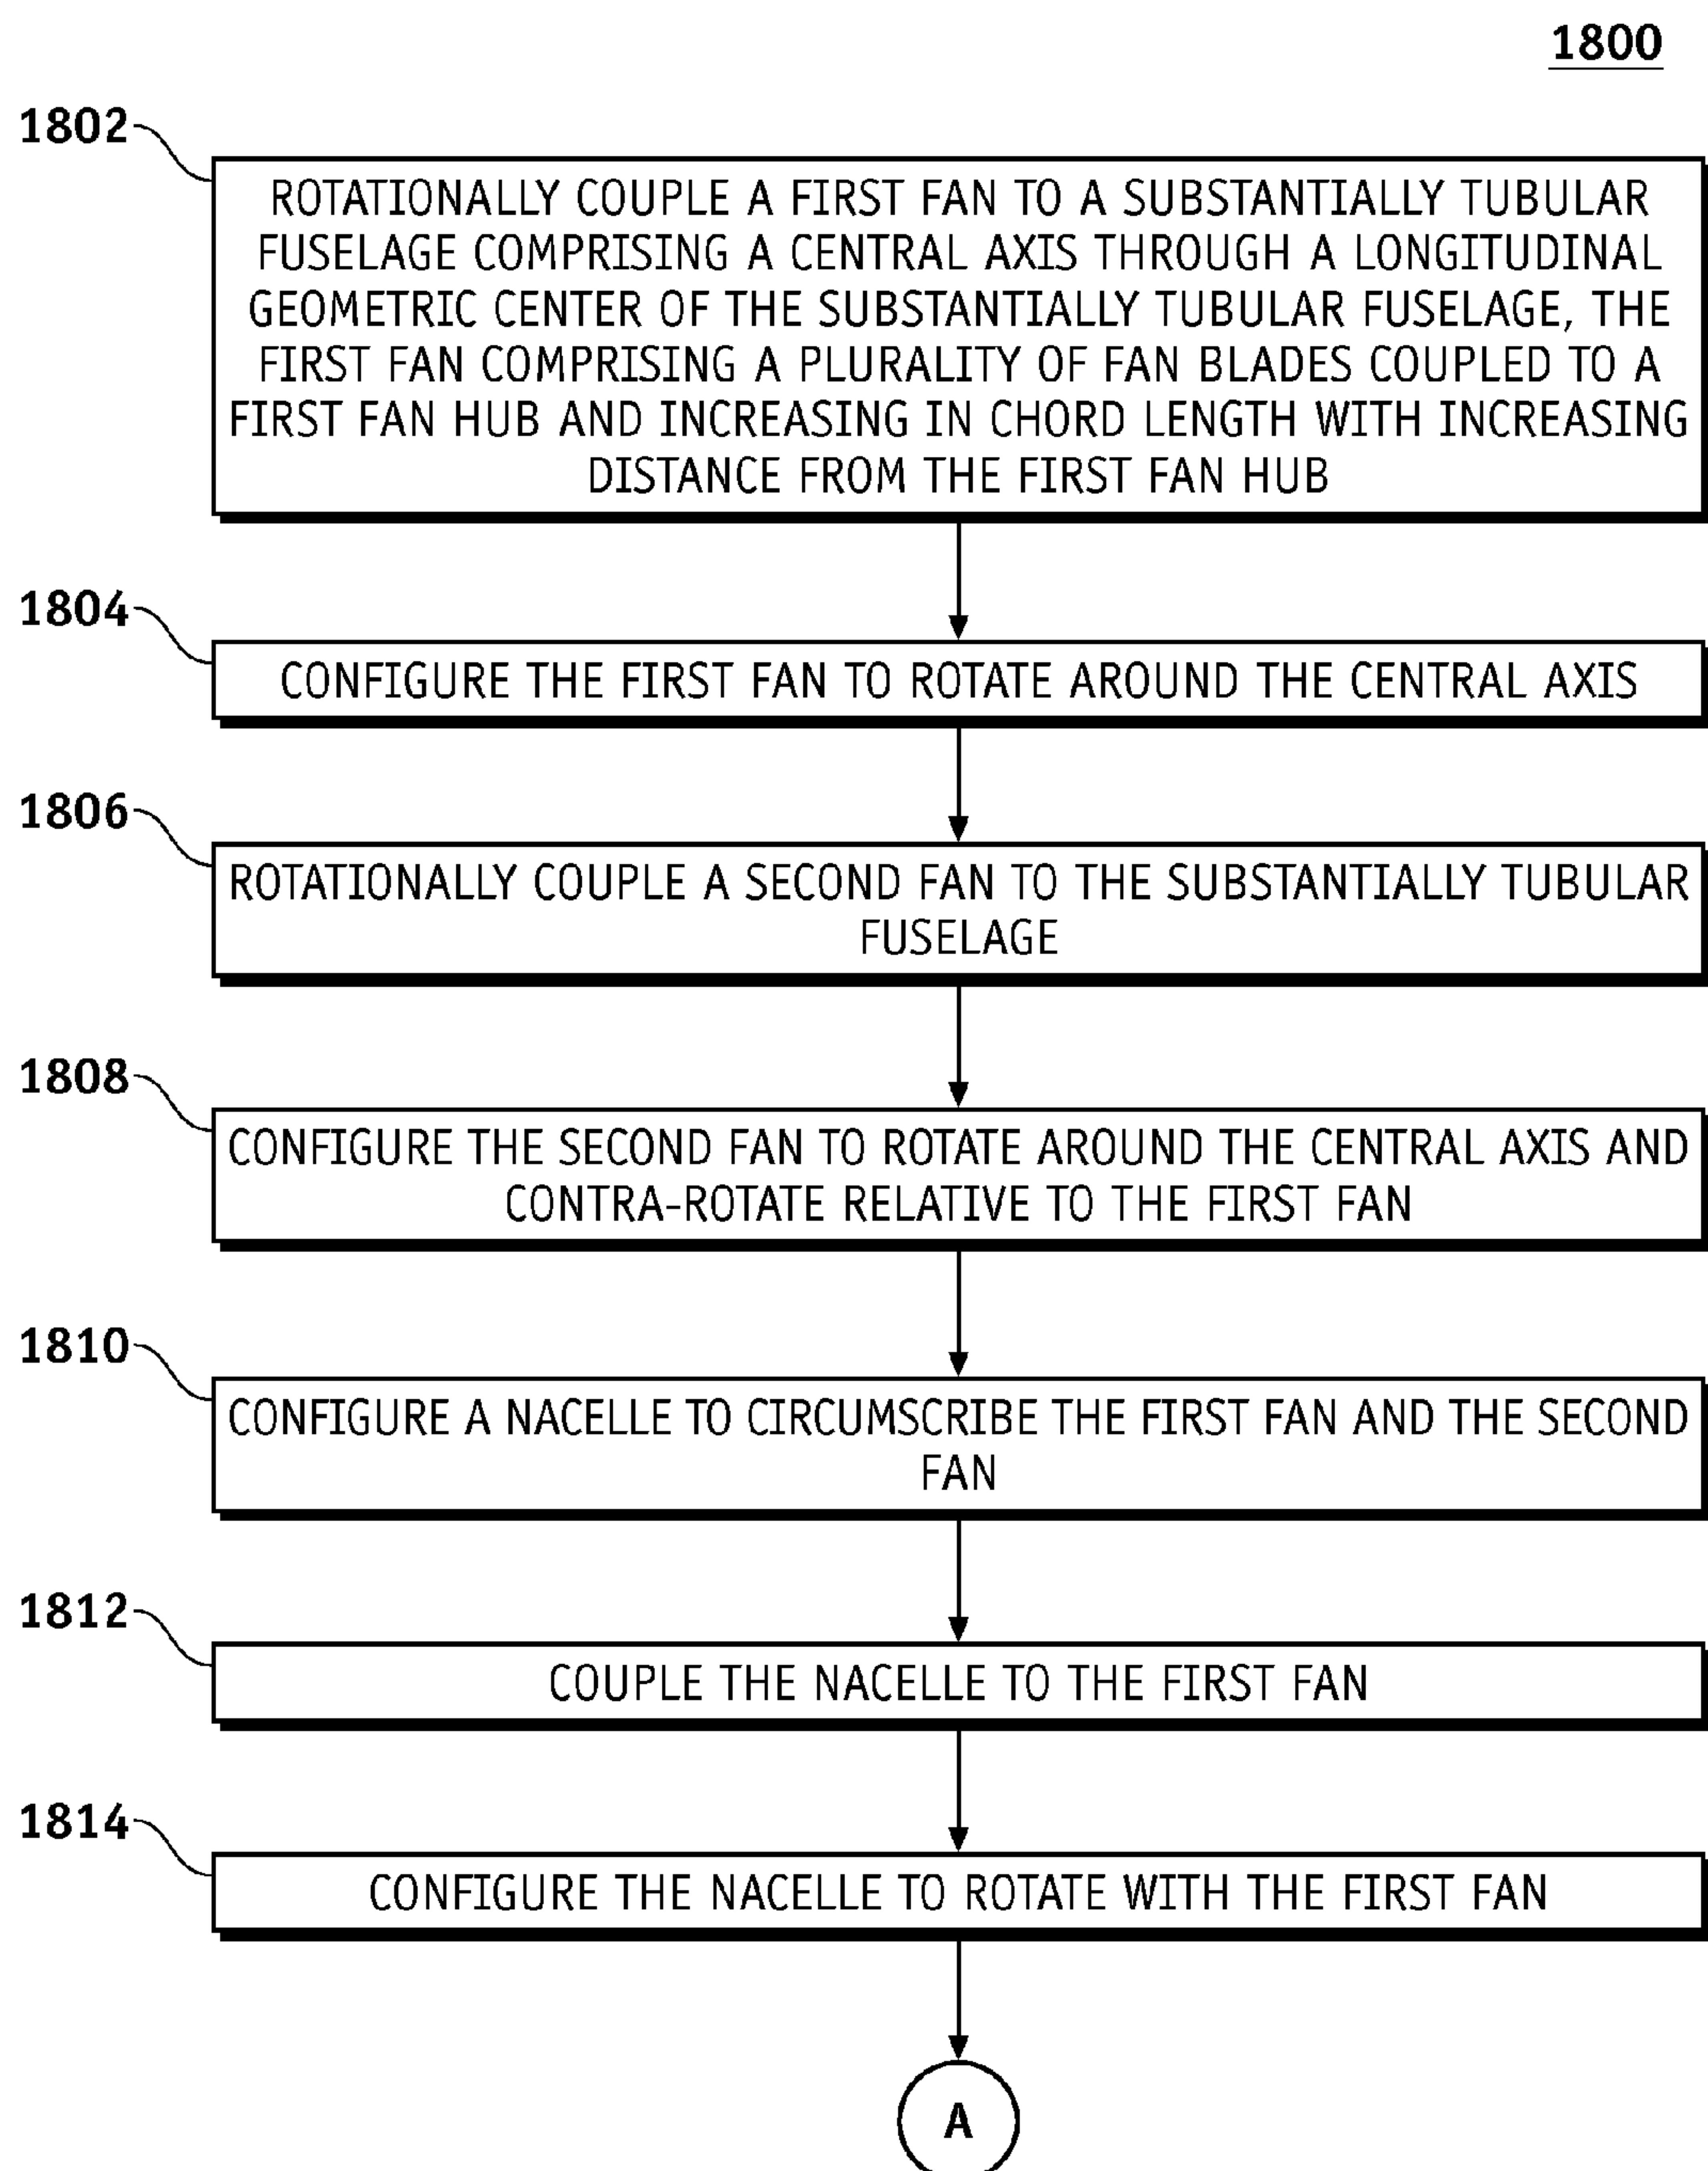 1800
1802
ROTATIONALLY COUPLE A FIRST FAN TO A SUBSTANTIALLY TUBULAR
FUSELAGE COMPRISING A CENTRAL AXIS THROUGH A LONGITUDINAL
GEOMETRIC CENTER OF THE SUBSTANTIALLY TUBULAR FUSELAGE, THE
FIRST FAN COMPRISING A PLURALITY OF FAN BLADES COUPLED TO A
FIRST FAN HUB AND INCREASING IN CHORD LENGTH WITH INCREASING
DISTANCE FROM THE FIRST FAN HUB
1804
CONFIGURE THE FIRST FAN TO ROTATE AROUND THE CENTRAL AXIS
1806
ROTATIONALLY COUPLE A SECOND FAN TO THE SUBSTANTIALLY TUBULAR
FUSELAGE
1808
CONFIGURE THE SECOND FAN TO ROTATE AROUND THE CENTRAL AXIS AND
CONTRA-ROTATE RELATIVE TO THE FIRST FAN
1810
CONFIGURE A NACELLE TO CIRCUMSCRIBE THE FIRST FAN AND THE SECOND
FAN
1812
COUPLE THE NACELLE TO THE FIRST FAN
1814
CONFIGURE THE NACELLE TO ROTATE WITH THE FIRST FAN
A